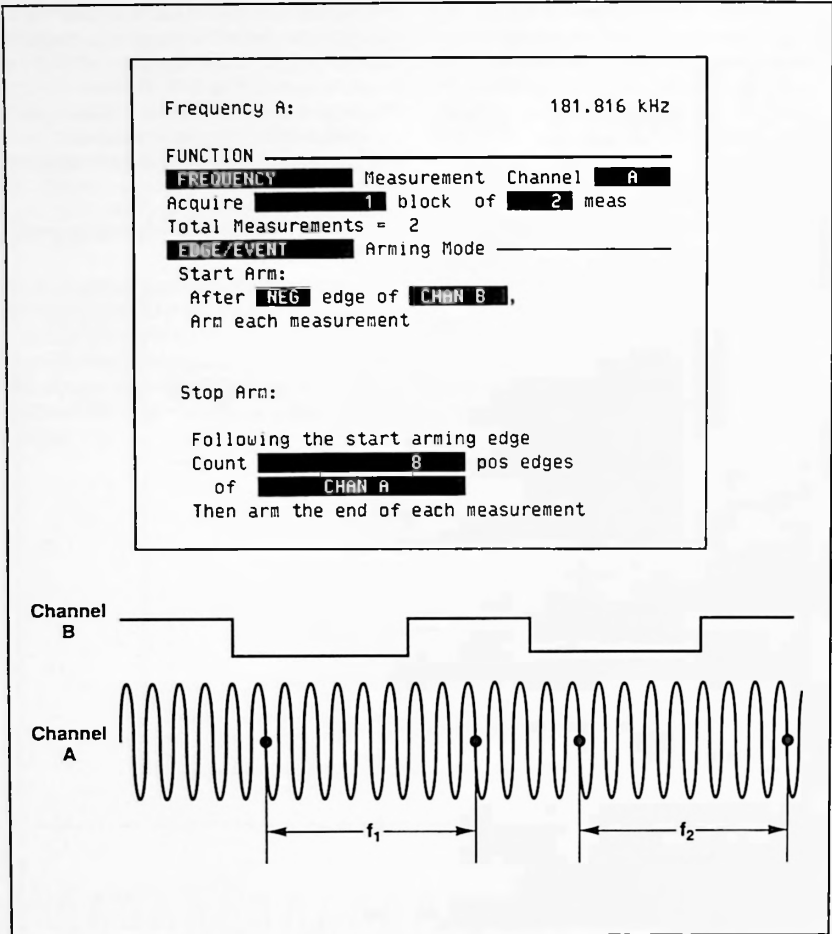 Frequency A: 181.816 kHz
FUNCTION
FREQUENCY Measurement Channel A
Acquire 1 block of 2 meas
Total Measurements = 2
EDGE/EVENT Arming Mode
Start Arm:
After NEG edge of CHAN B,
Arm each measurement
Stop Arm:
Following the start arming edge
Count 8 pos edges
of CHAN A
Then arm the end of each measurement
Channel
B
Channel
A
f₁
f₂